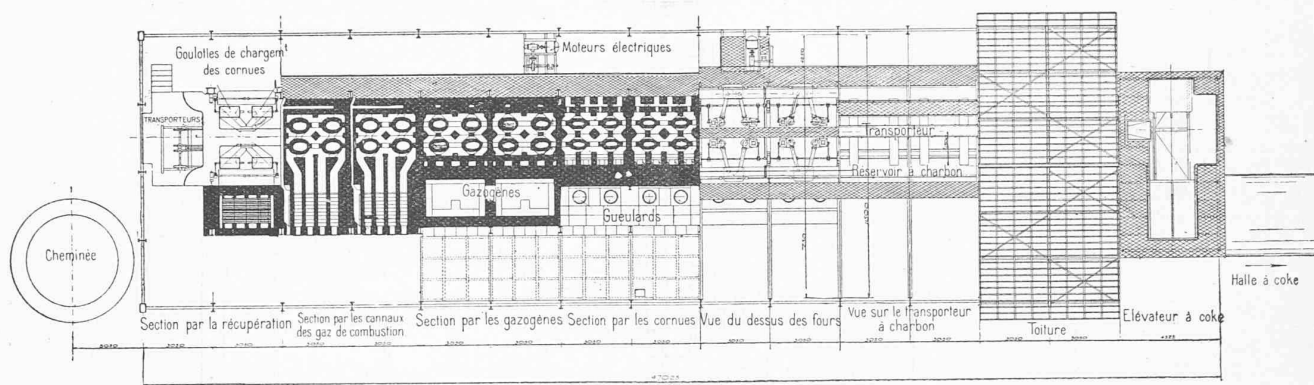 Goulottes de chargemt
des cornues
Moteurs électriques
TRANSPORTEURS
Transporteur
Réservoir à charbon
Gazogènes
Gueulards
Cheminée
Halle à coke
Section par la récupération
Section par les cannaux
des gaz de combustion
Section par les gazogènes
Section par les cornues
Vue du dessus des fours
Vue sur le transporteur
à charbon
Toiture
Elévateur à coke